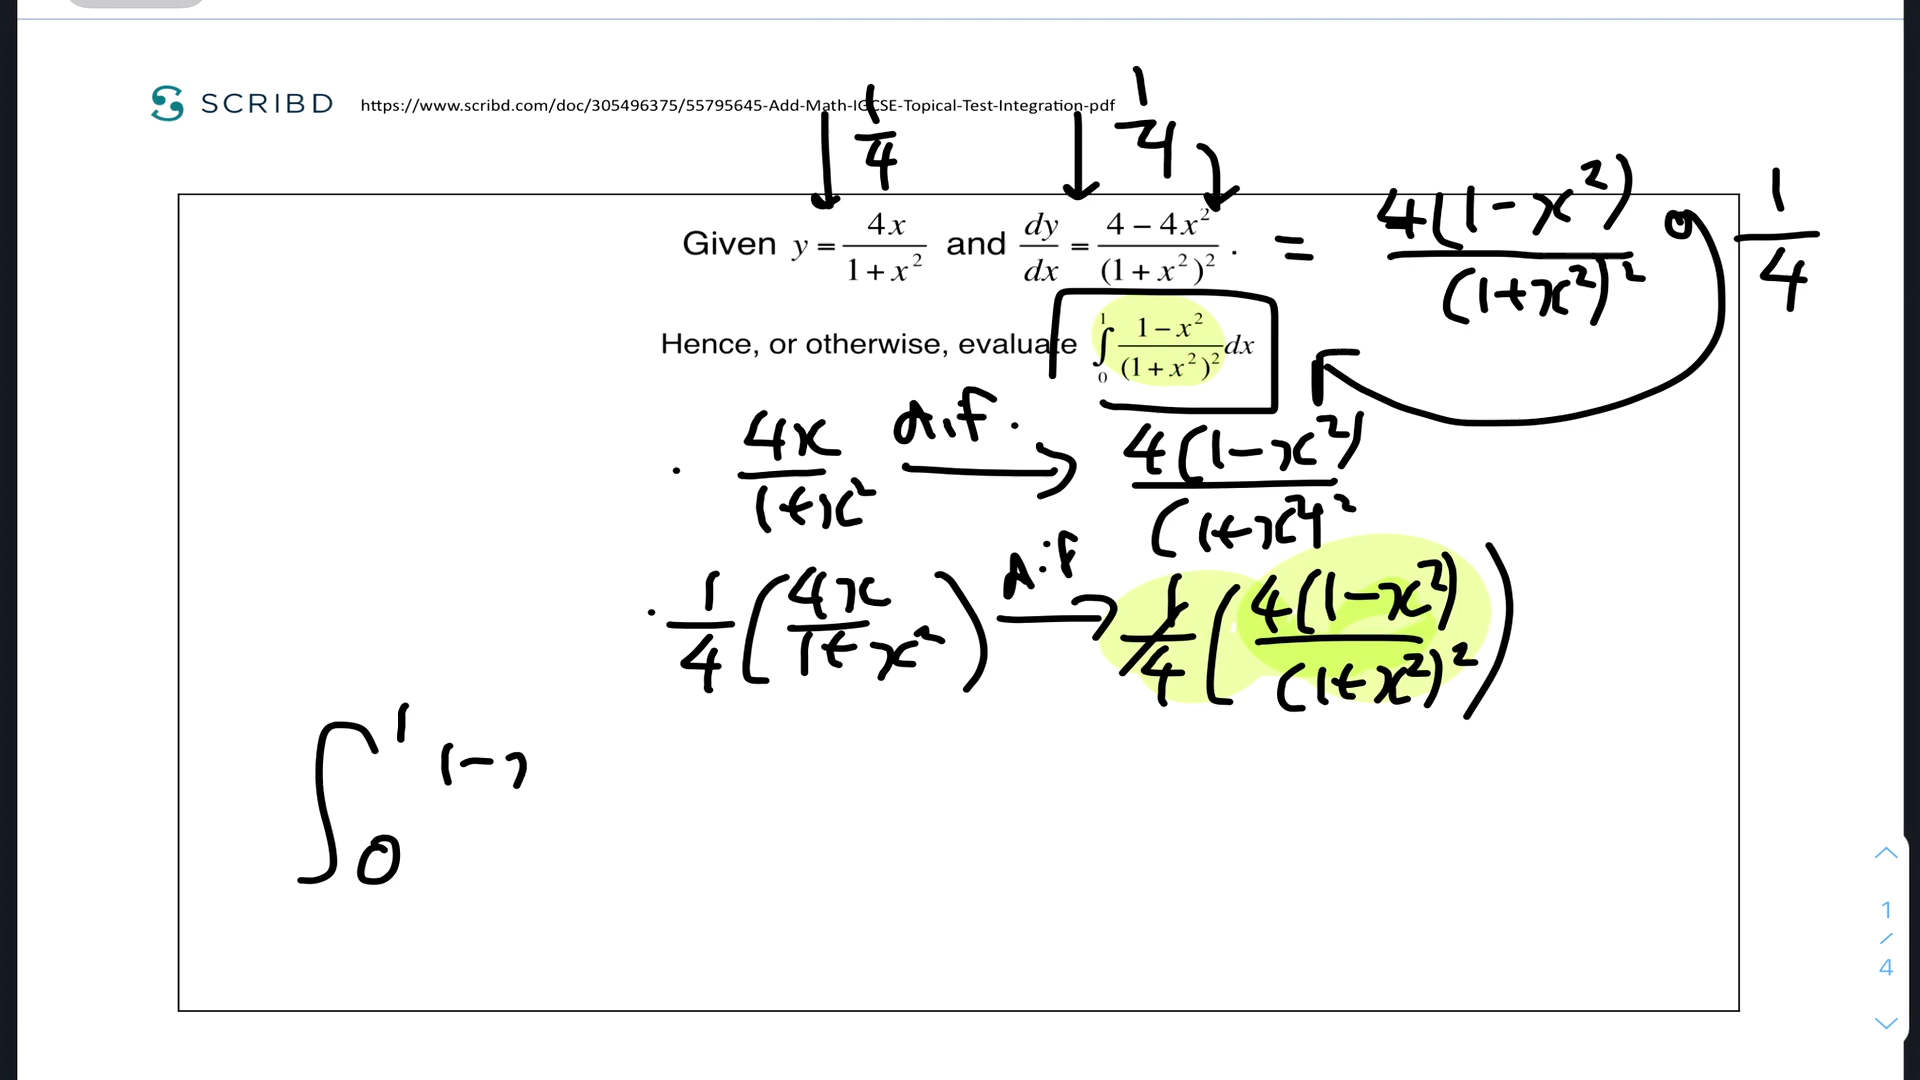 SCRIBD https://www.scribd.com/doc/305496375/55795645-Add-Math-IGCSE-Topical-Test-Integration-pdf
1/4 1/4
Given y = 4x/(1 + x²) and dy/dx = (4 − 4x²)/(1 + x²)² . = 4(1−x²)/(1+x²)² 1/4
Hence, or otherwise, evaluate ∫₀¹ (1 − x²)/(1 + x²)² dx
· 4x/(1+x²) dif. → 4(1−x²)/(1+x²)²
· 1/4 (4x/(1+x²)) dif → 1/4 (4(1−x²)/(1+x²)²)
∫₀¹ 1−
1
/
4